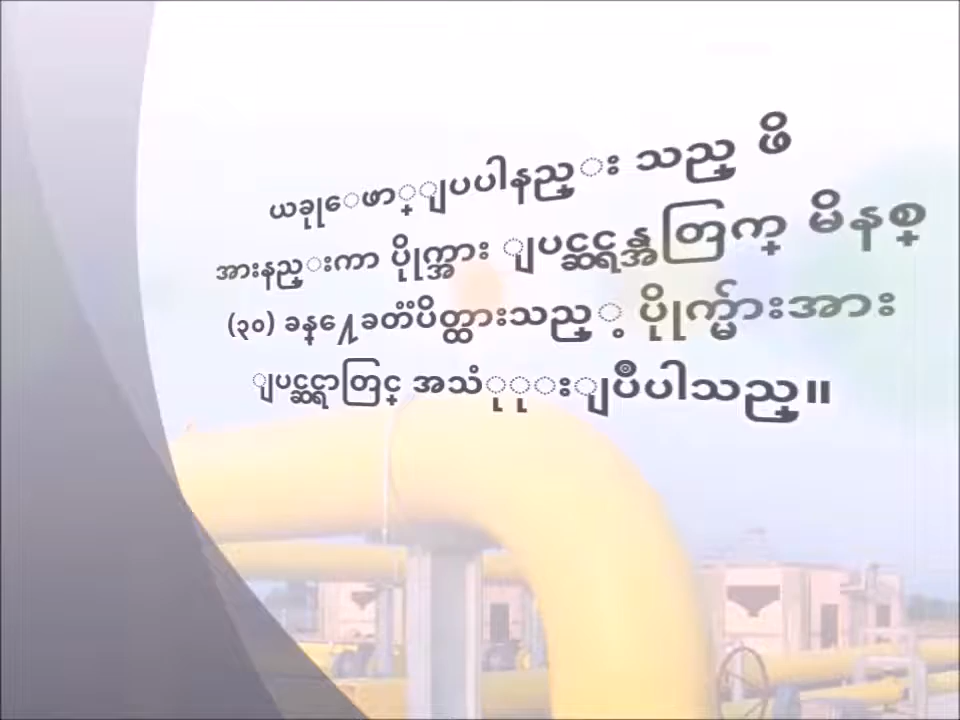 ယခုုေဖာ္ျပပါနည္း သည္ ဖိ
အားနည္းကာ ပိုုက္အား ျပင္ဆင္ရန္အတြက္ မိနစ္
(၃၀) ခန္႔ေခတံပိတ္ထားသည့္ ပိုုက္မ်ားအား
ျပင္ဆင္ရာတြင္ အသံုုးျပဳပါသည္။